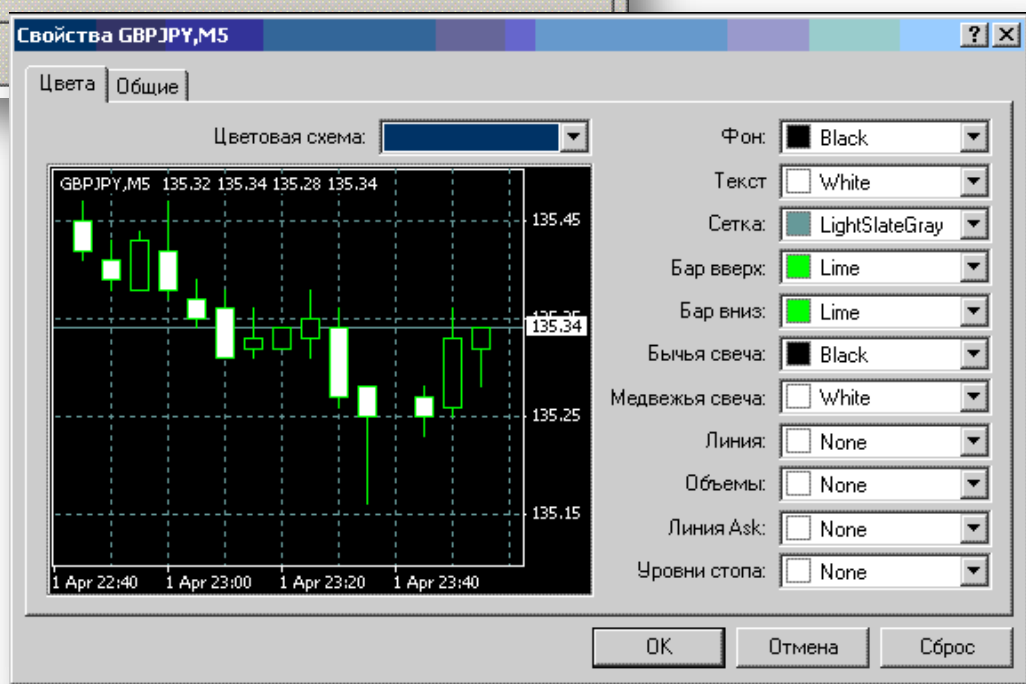 Свойства GBPJPY,M5
Цвета
Общие
Цветовая схема:
GBPJPY,M5 135.32 135.34 135.28 135.34
135.45
135.35
135.34
135.25
135.15
1 Apr 22:40
1 Apr 23:00
1 Apr 23:20
1 Apr 23:40
Фон: Black
Текст White
Сетка: LightSlateGray
Бар вверх: Lime
Бар вниз: Lime
Бычья свеча: Black
Медвежья свеча: White
Линия: None
Объемы: None
Линия Ask: None
Уровни стопа: None
OK
Отмена
Сброс